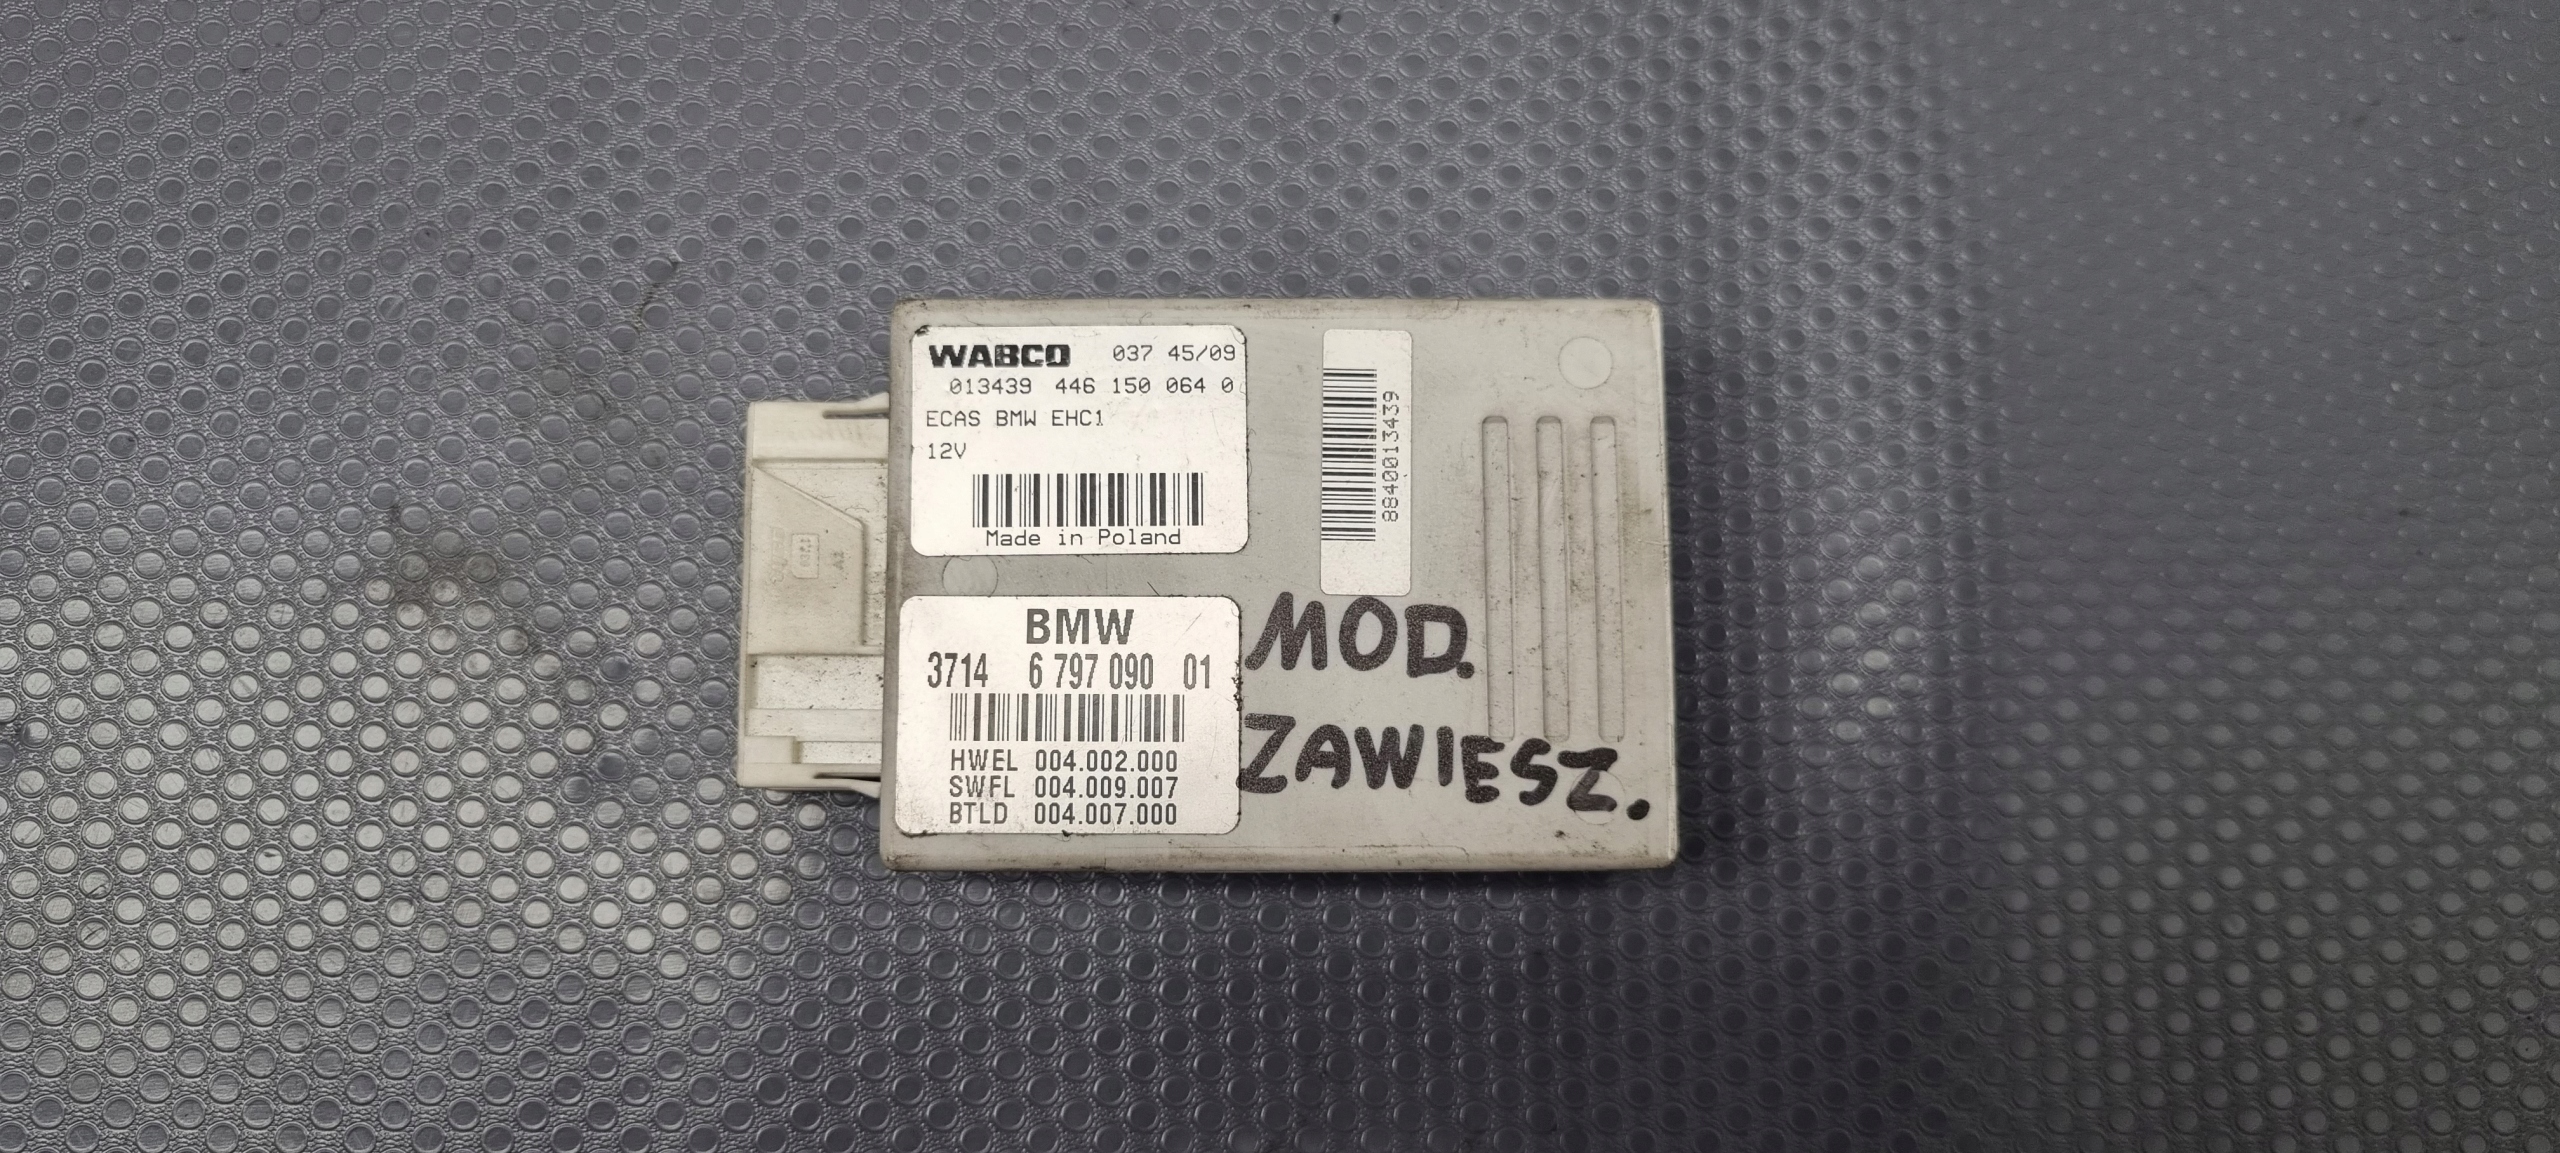 WABCO 037 45/09
013439 446 150 064 0
ECAS BMW EHC1
12V
Made in Poland
8840013439
BMW
3714 6 797 090 01
HWEL 004.002.000
SWFL 004.009.007
BTLD 004.007.000
MOD.
ZAWIESZ.
A2